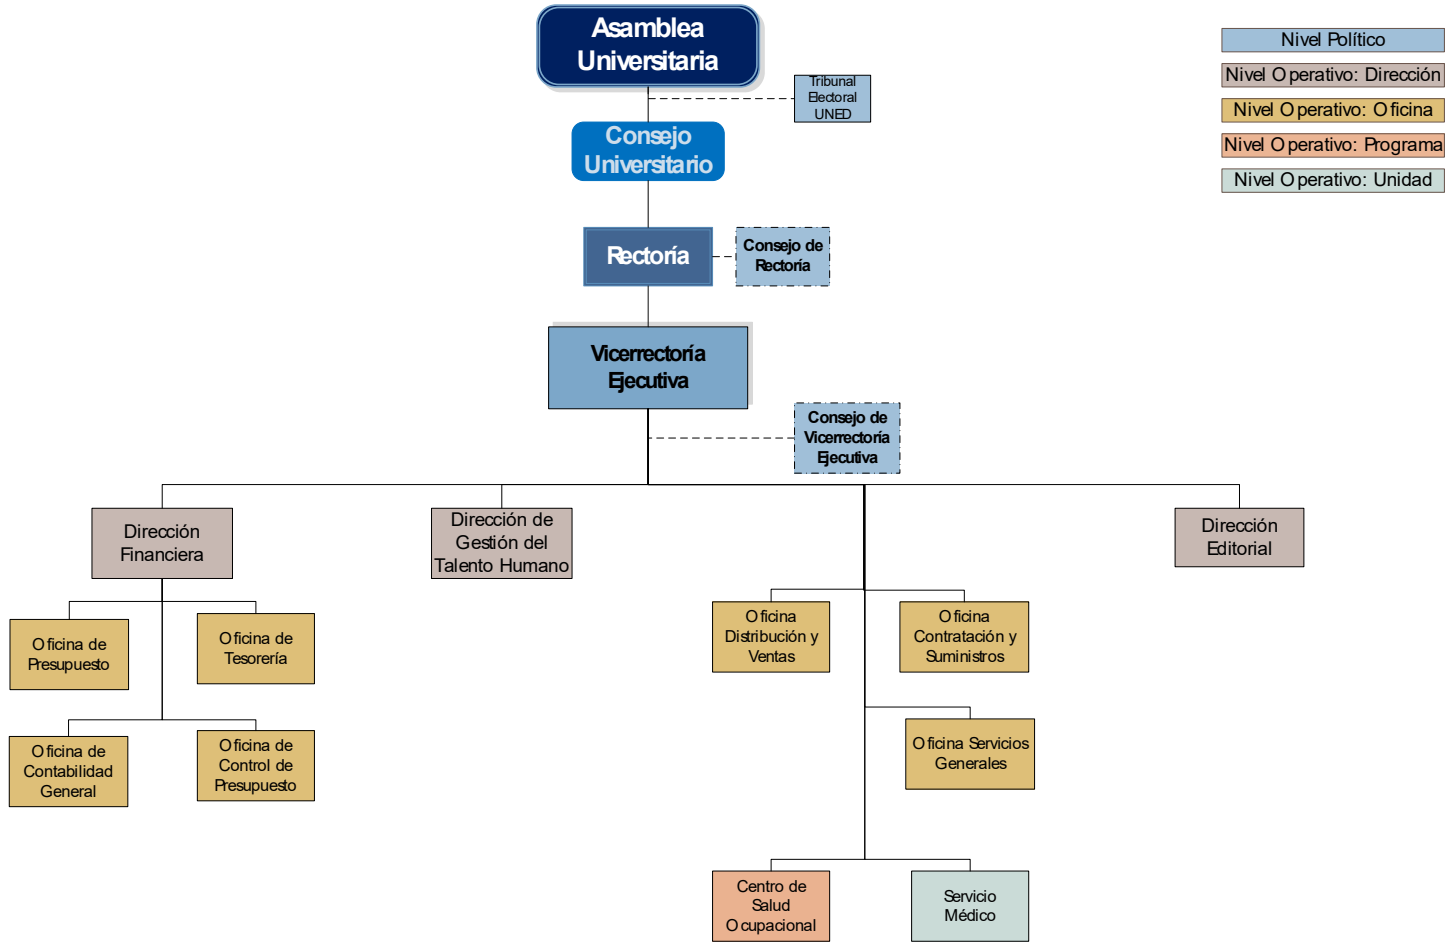 Asamblea
Universitaria
Tribunal
Electoral
UNED
Consejo
Universitario
Rectoría
Consejo de
Rectoría
Vicerrectoría
Ejecutiva
Consejo de
Vicerrectoría
Ejecutiva
Nivel Político
Nivel Operativo: Dirección
Nivel Operativo: Oficina
Nivel Operativo: Programa
Nivel Operativo: Unidad
Dirección
Financiera
Dirección de
Gestión del
Talento Humano
Dirección
Editorial
Oficina de
Presupuesto
Oficina de
Tesorería
Oficina
Distribución y
Ventas
Oficina
Contratación y
Suministros
Oficina de
Contabilidad
General
Oficina de
Control de
Presupuesto
Oficina Servicios
Generales
Centro de
Salud
Ocupacional
Servicio
Médico